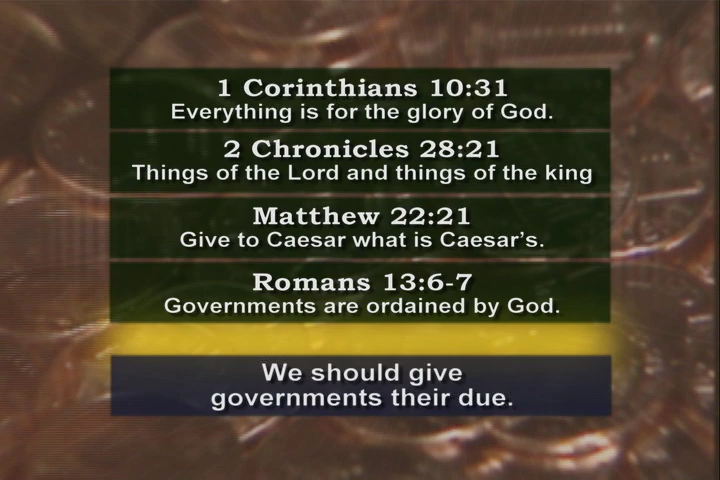 1 Corinthians 10:31
Everything is for the glory of God.
2 Chronicles 28:21
Things of the Lord and things of the king
Matthew 22:21
Give to Caesar what is Caesar's.
Romans 13:6-7
Governments are ordained by God.
We should give
governments their due.